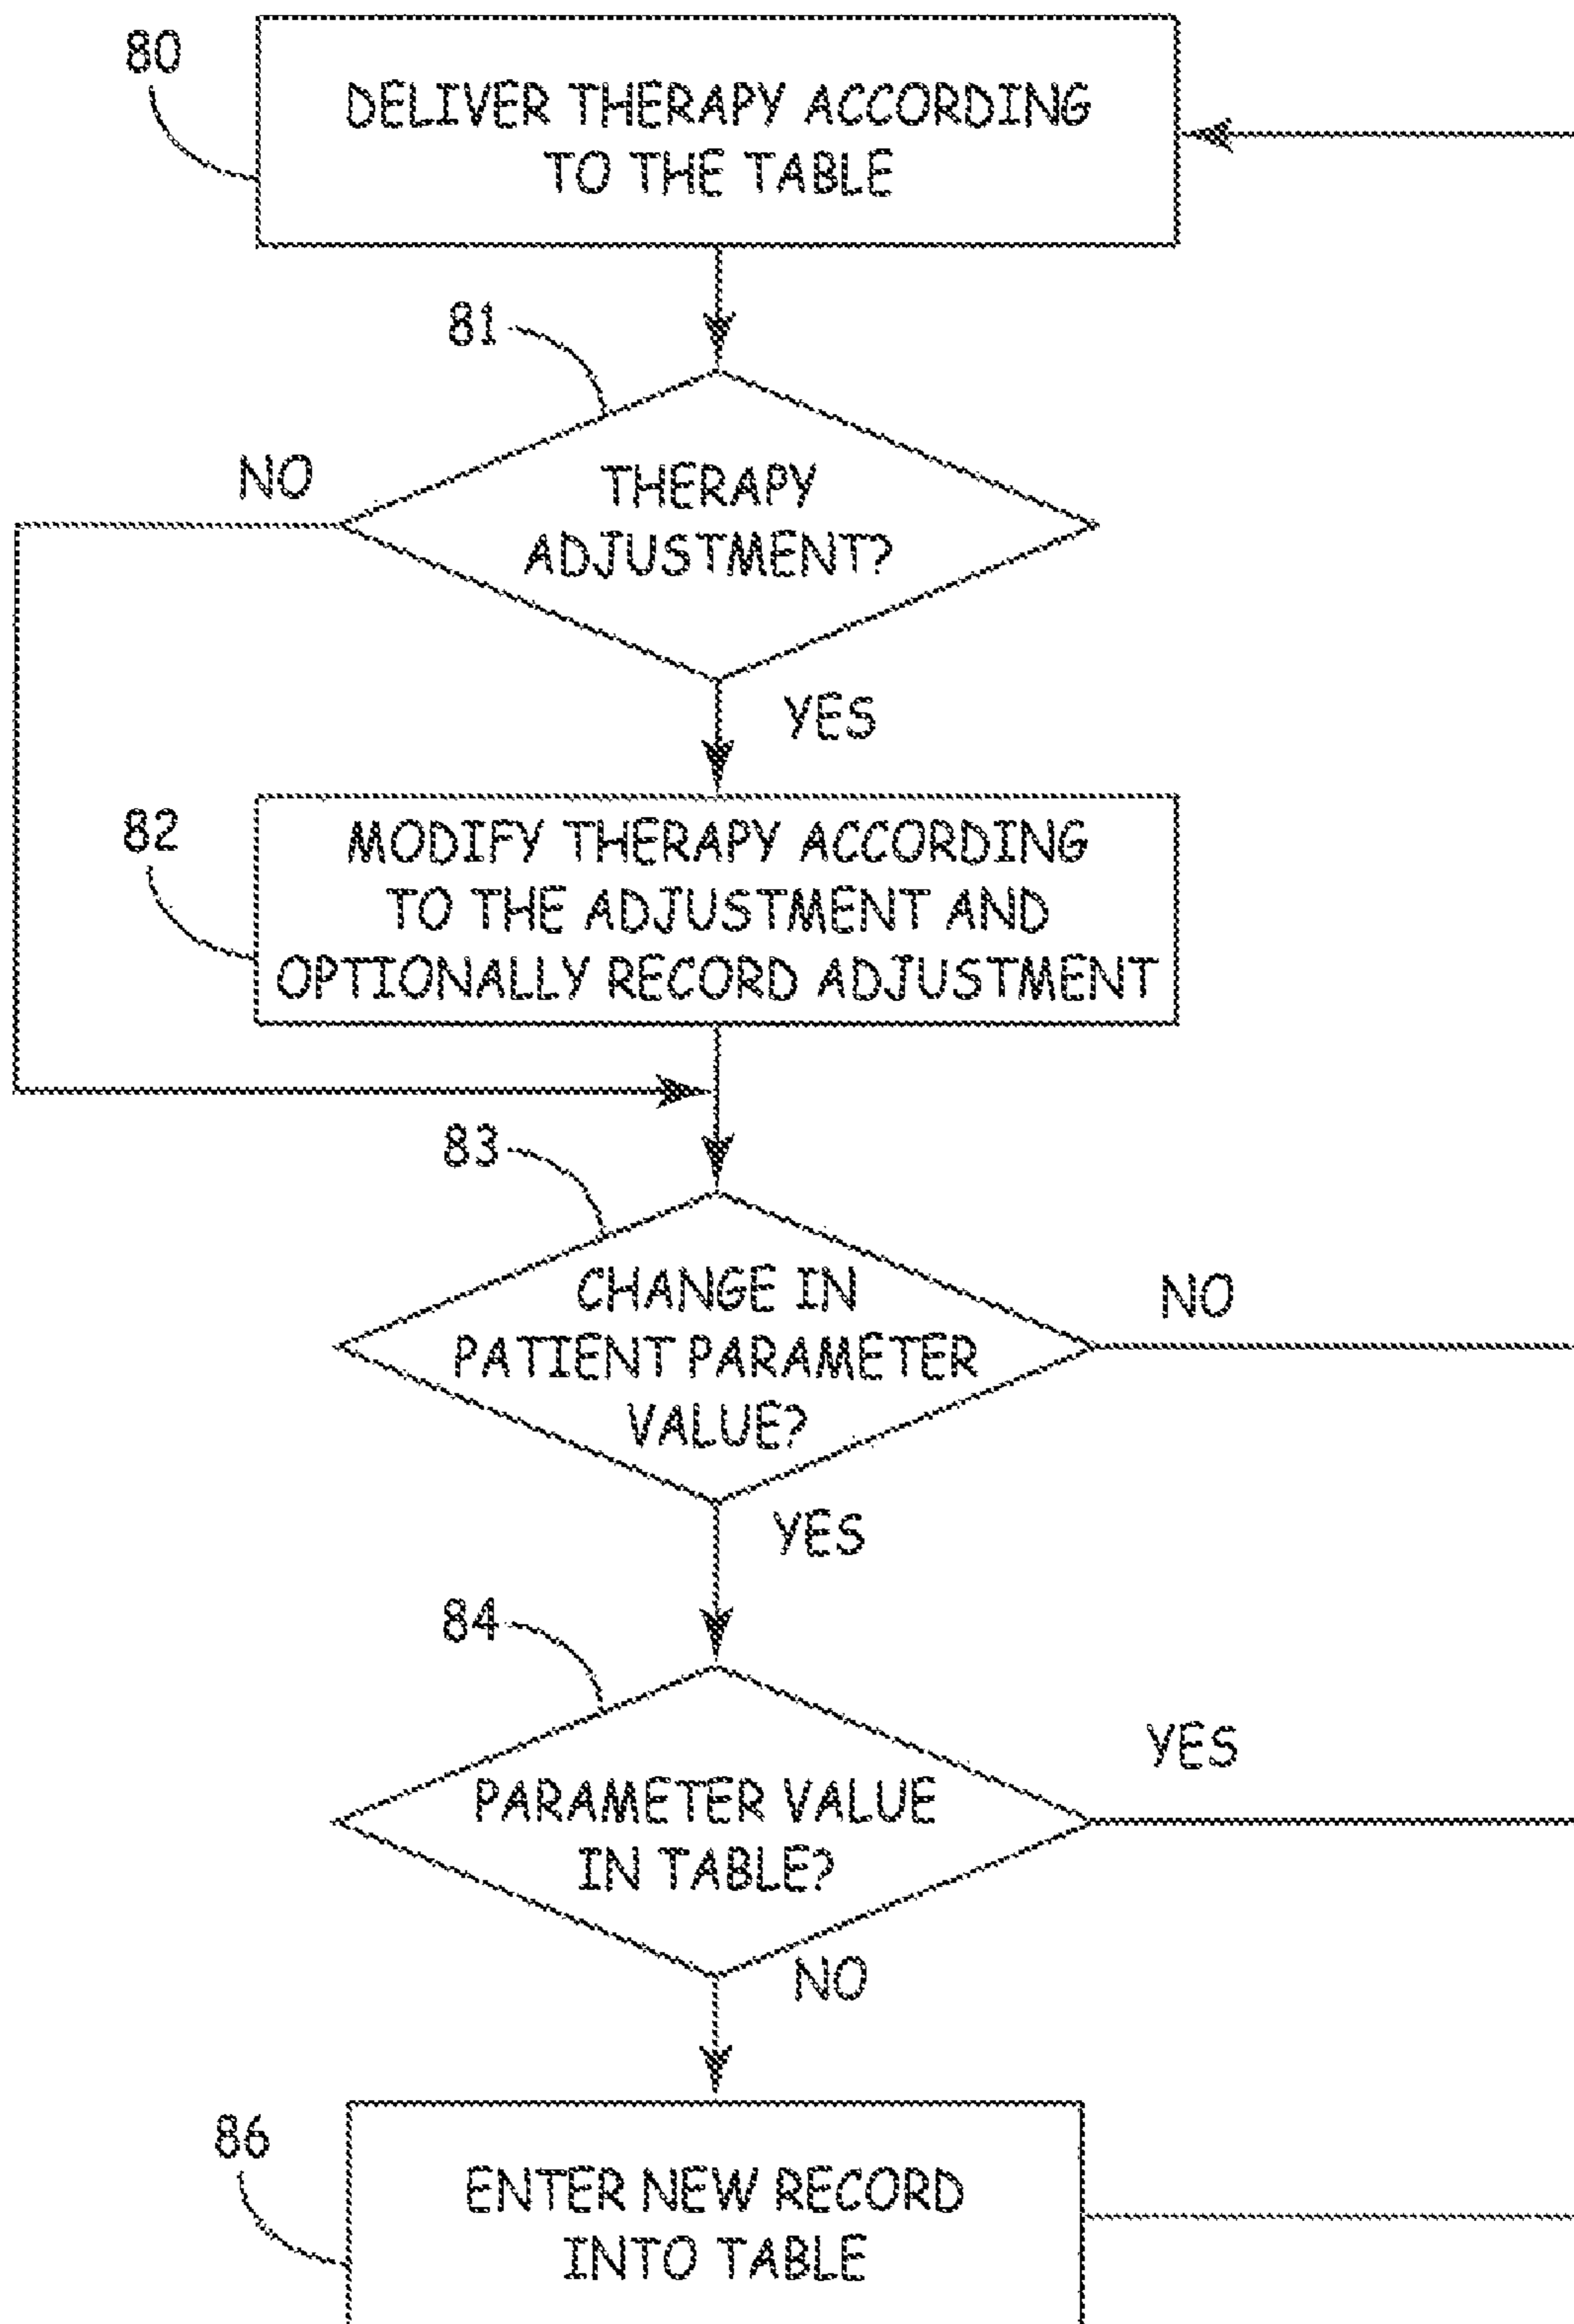 80
DELIVER THERAPY ACCORDING
TO THE TABLE
81
NO
THERAPY
ADJUSTMENT?
YES
82
MODIFY THERAPY ACCORDING
TO THE ADJUSTMENT AND
OPTIONALLY RECORD ADJUSTMENT
83
CHANGE IN
PATIENT PARAMETER
VALUE?
NO
YES
84
YES
PARAMETER VALUE
IN TABLE?
NO
86
ENTER NEW RECORD
INTO TABLE